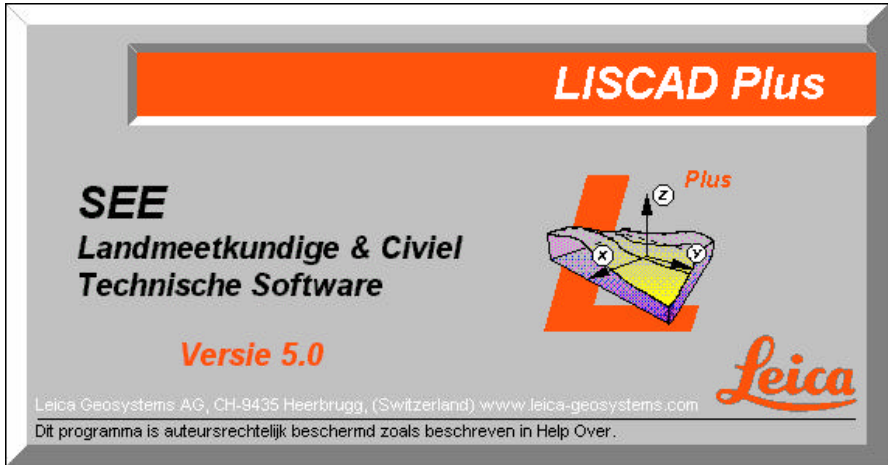 LISCAD Plus
Plus
Z
X
Y
SEE
Landmeetkundige & Civiel
Technische Software
Versie 5.0
Leica
Leica Geosystems AG, CH-9435 Heerbrugg, (Switzerland) www.leica-geosystems.com
Dit programma is auteursrechtelijk beschermd zoals beschreven in Help Over.